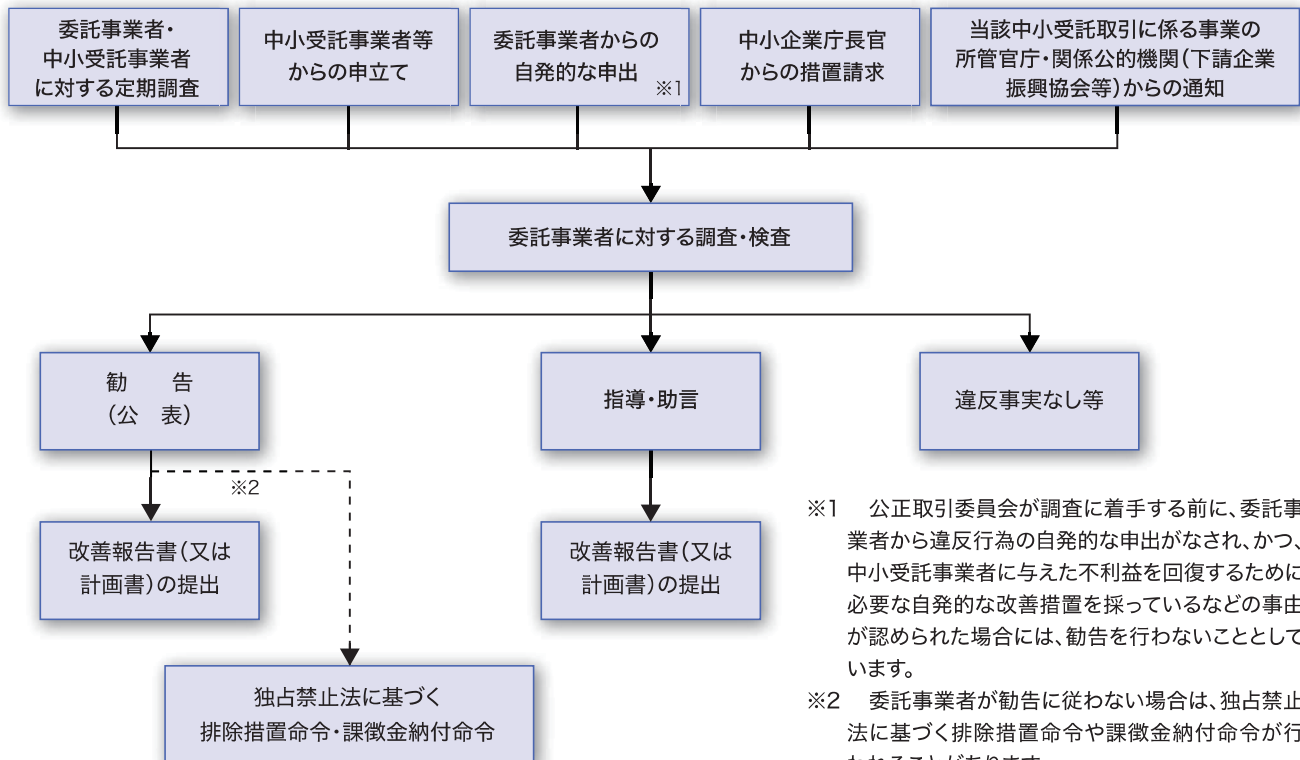 委託事業者・
中小受託事業者
に対する定期調査
中小受託事業者等
からの申立て
委託事業者からの
自発的な申出
※1
中小企業庁長官
からの措置請求
当該中小受託取引に係る事業の
所管官庁・関係公的機関(下請企業
振興協会等)からの通知
委託事業者に対する調査・検査
勧　告
(公　表)
指導・助言
違反事実なし等
※2
改善報告書(又は
計画書)の提出
改善報告書(又は
計画書)の提出
独占禁止法に基づく
排除措置命令・課徴金納付命令
※1　公正取引委員会が調査に着手する前に、委託事
業者から違反行為の自発的な申出がなされ、かつ、
中小受託事業者に与えた不利益を回復するために
必要な自発的な改善措置を採っているなどの事由
が認められた場合には、勧告を行わないこととして
います。
※2　委託事業者が勧告に従わない場合は、独占禁止
法に基づく排除措置命令や課徴金納付命令が行
われることがあります。